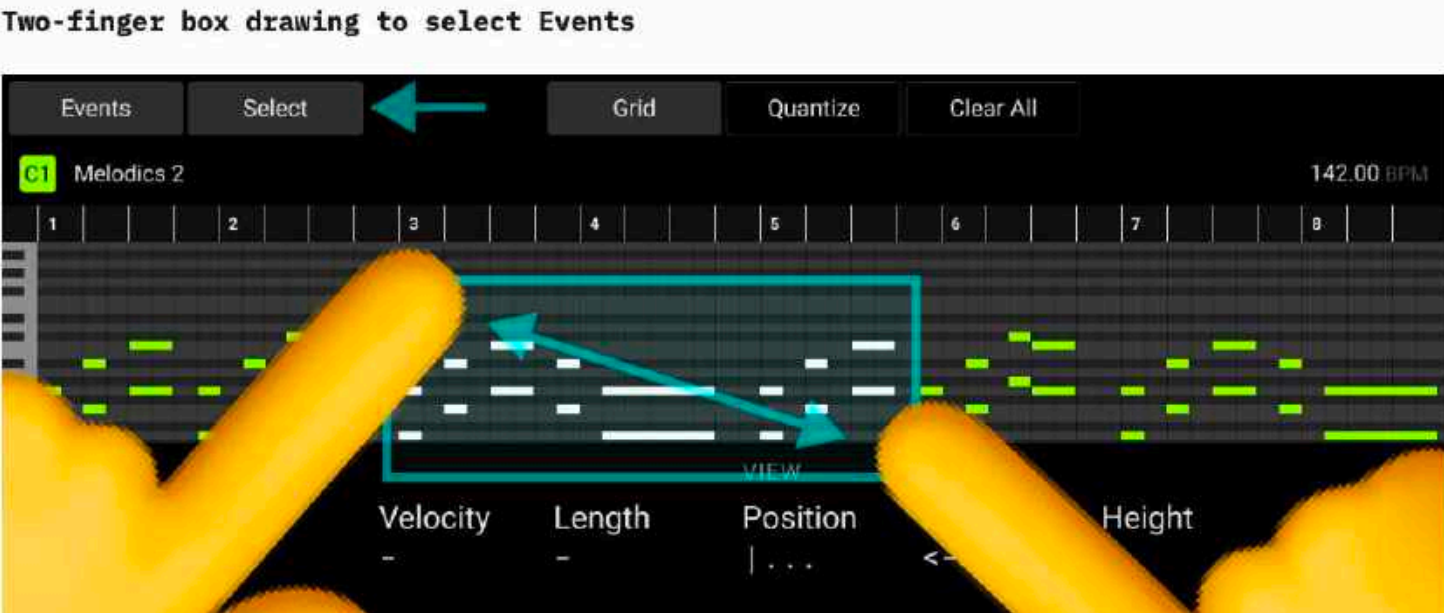 Two-finger box drawing to select Events
Events Select Grid Quantize Clear All
C1 Melodics 2 142.00 BPM
1 2 3 4 5 6 7 8
VIEW
Velocity Length Position Height
– – |... <-